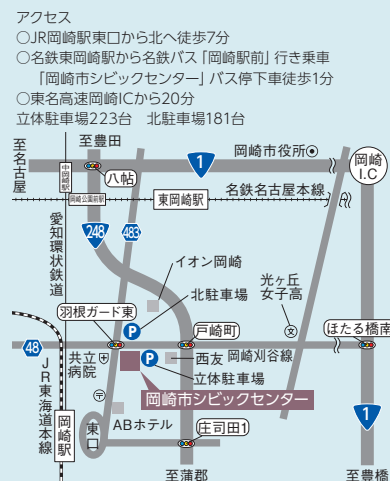 アクセス
○JR岡崎駅東口から北へ徒歩7分
○名鉄東岡崎駅から名鉄バス「岡崎駅前」行き乗車
「岡崎市シビックセンター」バス停下車徒歩1分
○東名高速岡崎ICから20分
立体駐車場223台 北駐車場181台
至豊田
至名古屋
岡崎市役所
岡崎I.C
中岡崎駅
八帖
1
岡崎公園前駅
東岡崎駅
名鉄名古屋本線
愛知環状鉄道
248
483
イオン岡崎
北駐車場
光ヶ丘女子高
羽根ガード東
P
戸崎町
文
ほたる橋南
48
共立病院
P
西友
岡崎刈谷線
立体駐車場
岡崎市シビックセンター
JR東海道本線
岡崎駅
〒
東口
ABホテル
庄司田1
1
至蒲郡
至豊橋